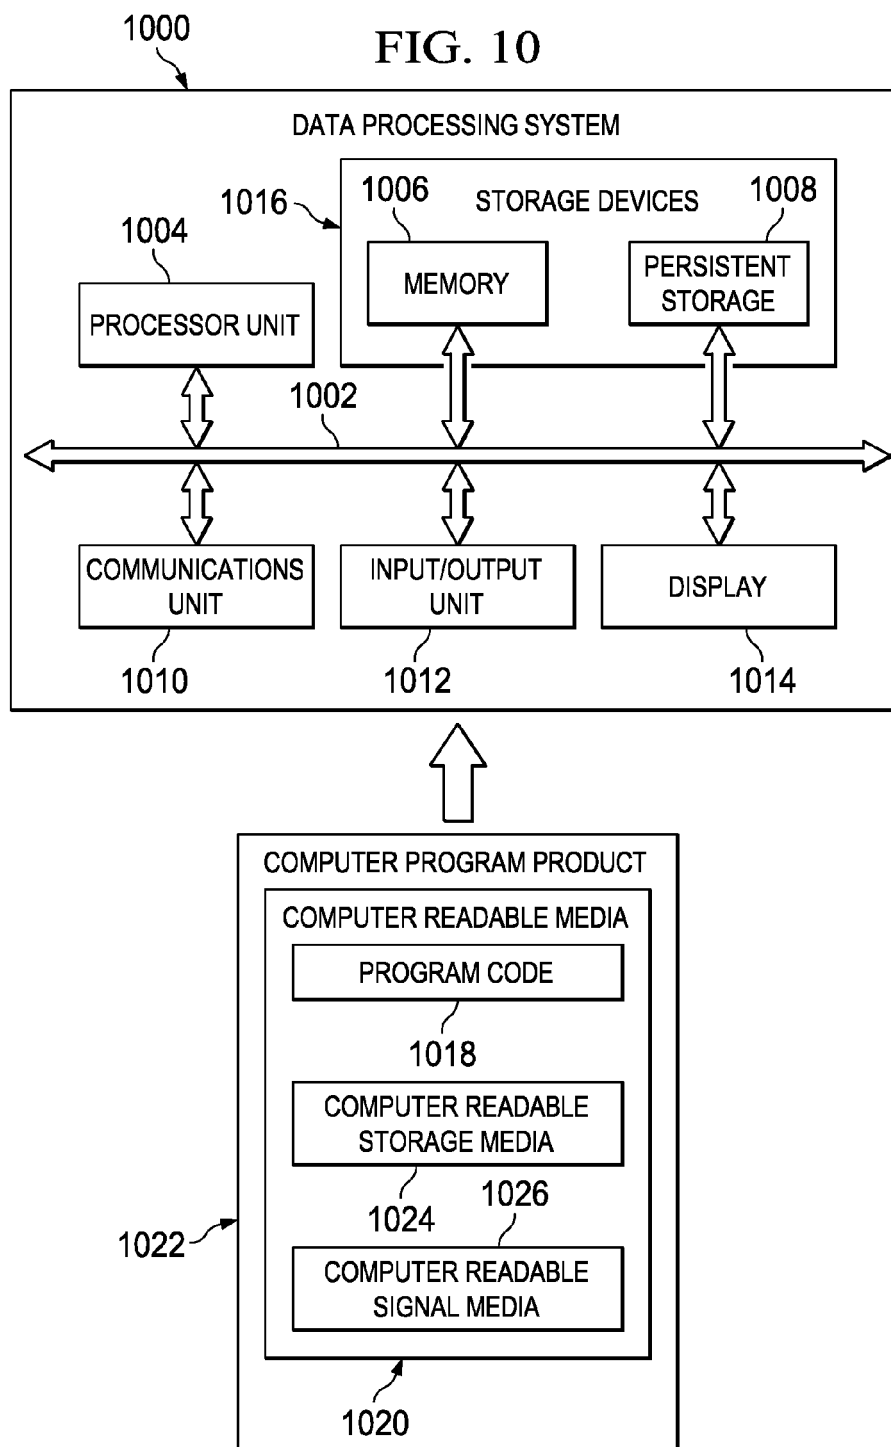 1000
FIG. 10
DATA PROCESSING SYSTEM
1016
1006
STORAGE DEVICES
1008
1004
MEMORY
PERSISTENT
STORAGE
PROCESSOR UNIT
1002
COMMUNICATIONS
UNIT
INPUT/OUTPUT
UNIT
DISPLAY
1010
1012
1014
COMPUTER PROGRAM PRODUCT
COMPUTER READABLE MEDIA
PROGRAM CODE
1018
COMPUTER READABLE
STORAGE MEDIA
1024
1026
1022
COMPUTER READABLE
SIGNAL MEDIA
1020